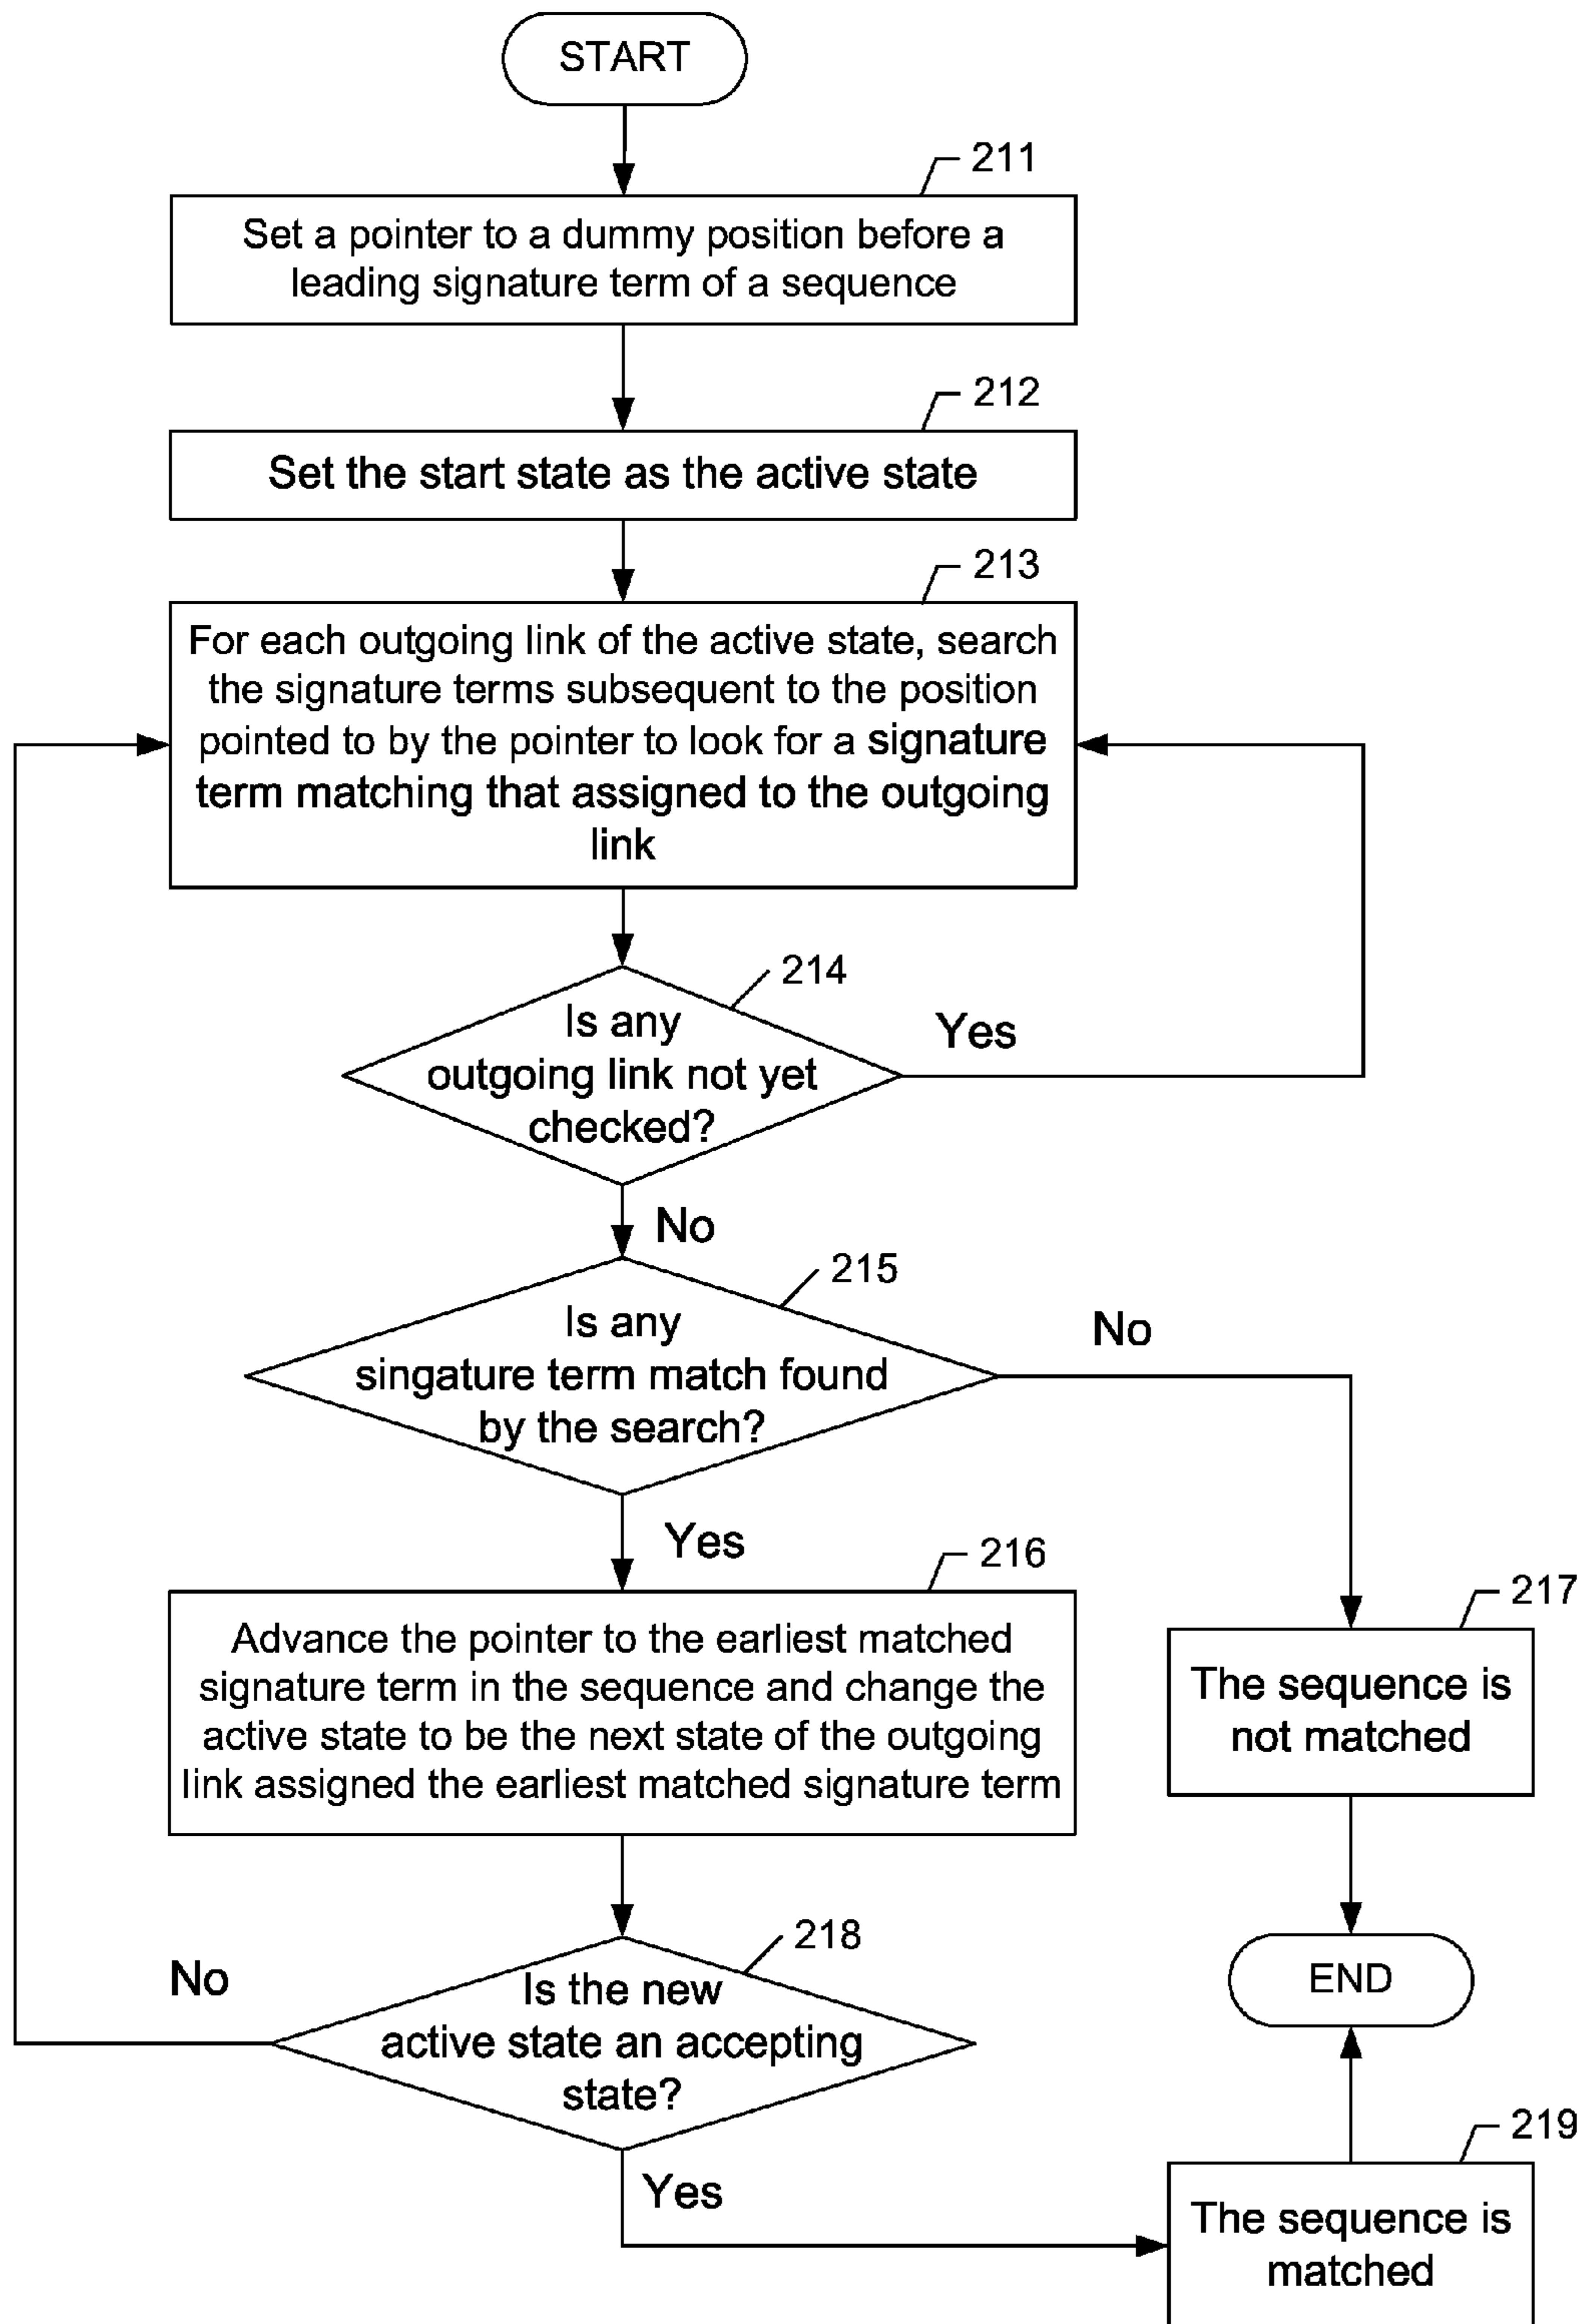 START
211
Set a pointer to a dummy position before a
leading signature term of a sequence
212
Set the start state as the active state
213
For each outgoing link of the active state, search
the signature terms subsequent to the position
pointed to by the pointer to look for a signature
term matching that assigned to the outgoing
link
214
Is any
outgoing link not yet
checked?
Yes
No
215
Is any
singature term match found
by the search?
No
Yes
216
Advance the pointer to the earliest matched
signature term in the sequence and change the
active state to be the next state of the outgoing
link assigned the earliest matched signature term
217
The sequence is
not matched
218
Is the new
active state an accepting
state?
No
Yes
END
219
The sequence is
matched